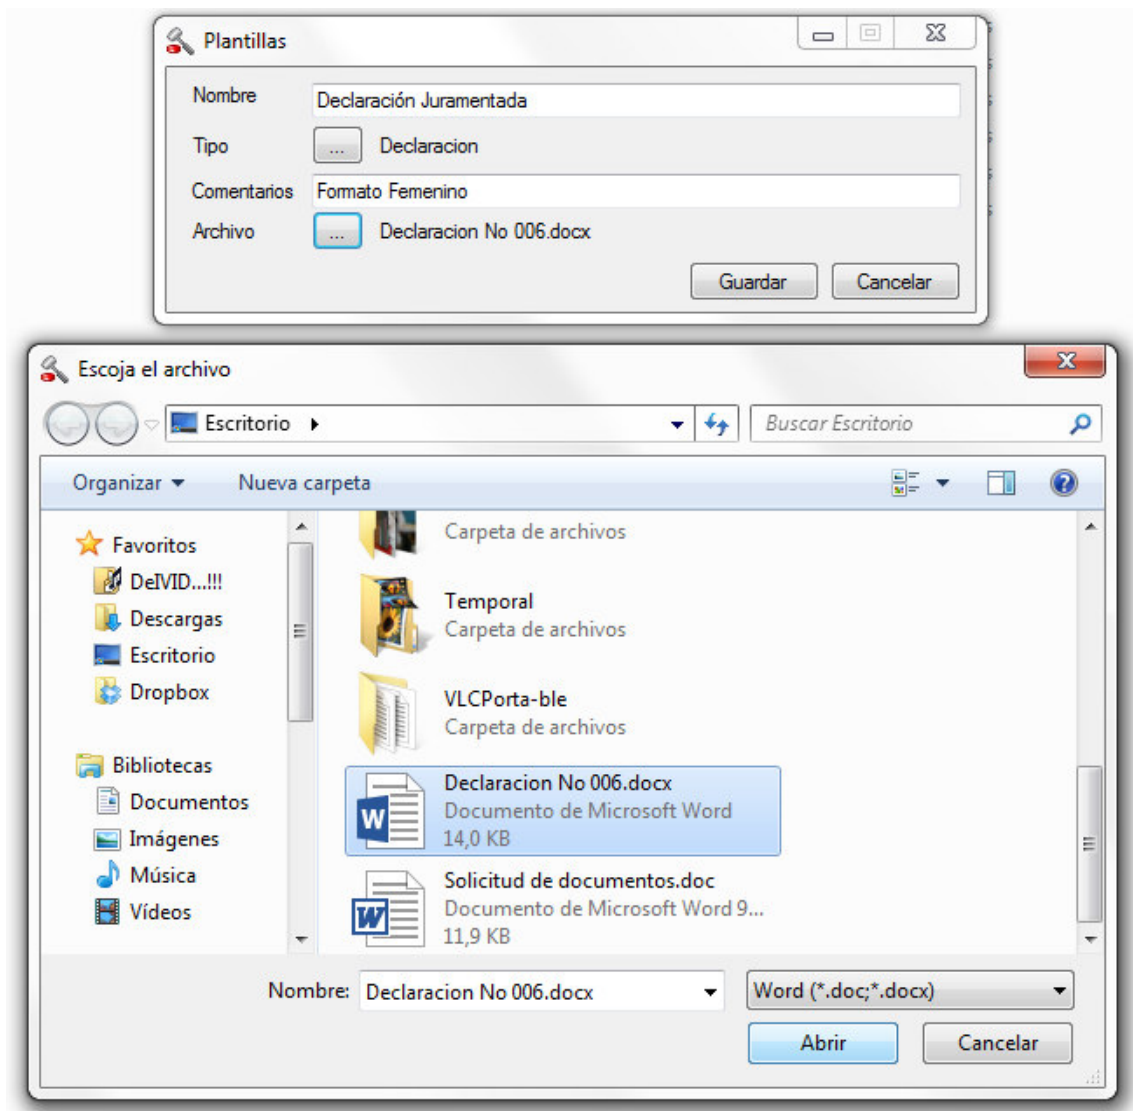 Plantillas
Nombre Declaración Juramentada
Tipo ... Declaracion
Comentarios Formato Femenino
Archivo ... Declaracion No 006.docx
Guardar Cancelar
Escoja el archivo
Escritorio Buscar Escritorio
Organizar Nueva carpeta
Favoritos
DeIVID...!!!
Descargas
Escritorio
Dropbox
Bibliotecas
Documentos
Imágenes
Música
Vídeos
Carpeta de archivos
Temporal
Carpeta de archivos
VLCPorta-ble
Carpeta de archivos
Declaracion No 006.docx
Documento de Microsoft Word
14,0 KB
Solicitud de documentos.doc
Documento de Microsoft Word 9...
11,9 KB
Nombre: Declaracion No 006.docx Word (*.doc;*.docx)
Abrir Cancelar